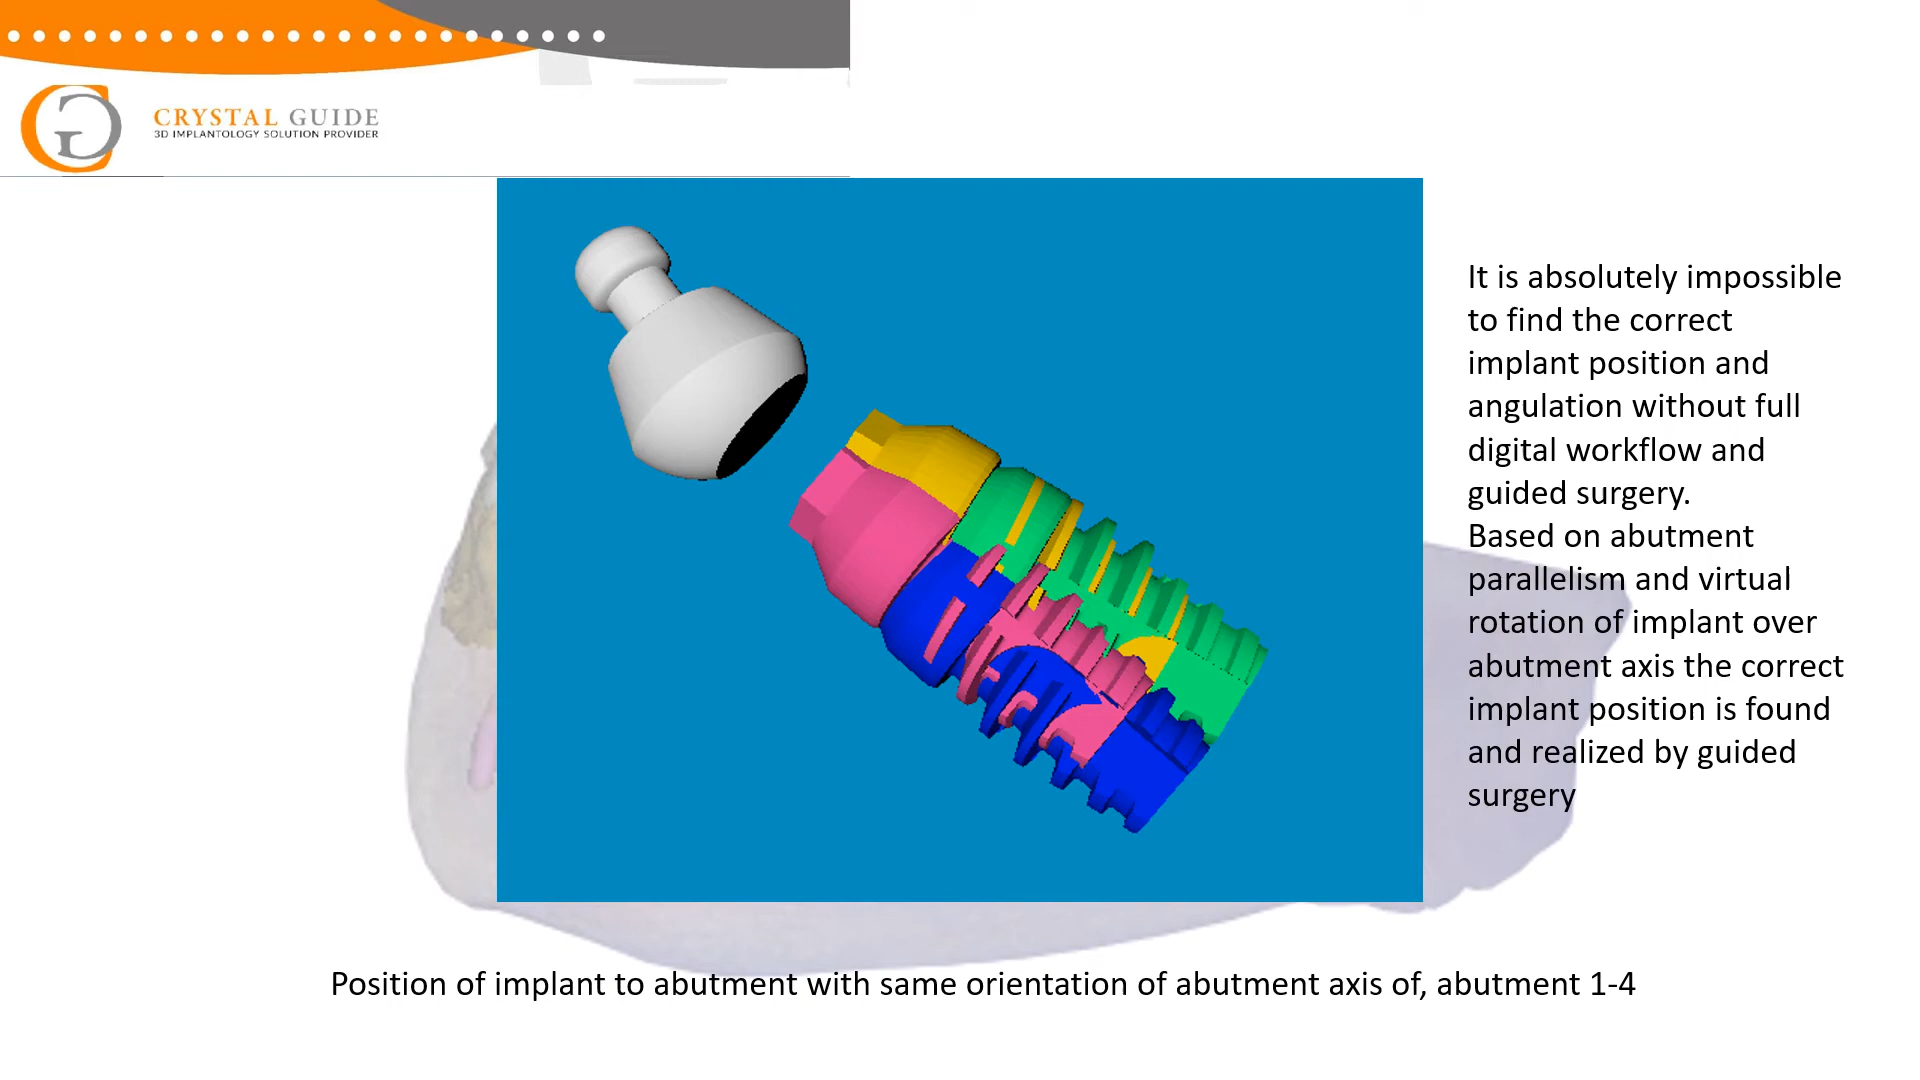 CRYSTAL GUIDE
3D IMPLANTOLOGY SOLUTION PROVIDER
It is absolutely impossible
to find the correct
implant position and
angulation without full
digital workflow and
guided surgery.
Based on abutment
parallelism and virtual
rotation of implant over
abutment axis the correct
implant position is found
and realized by guided
surgery
Position of implant to abutment with same orientation of abutment axis of, abutment 1-4